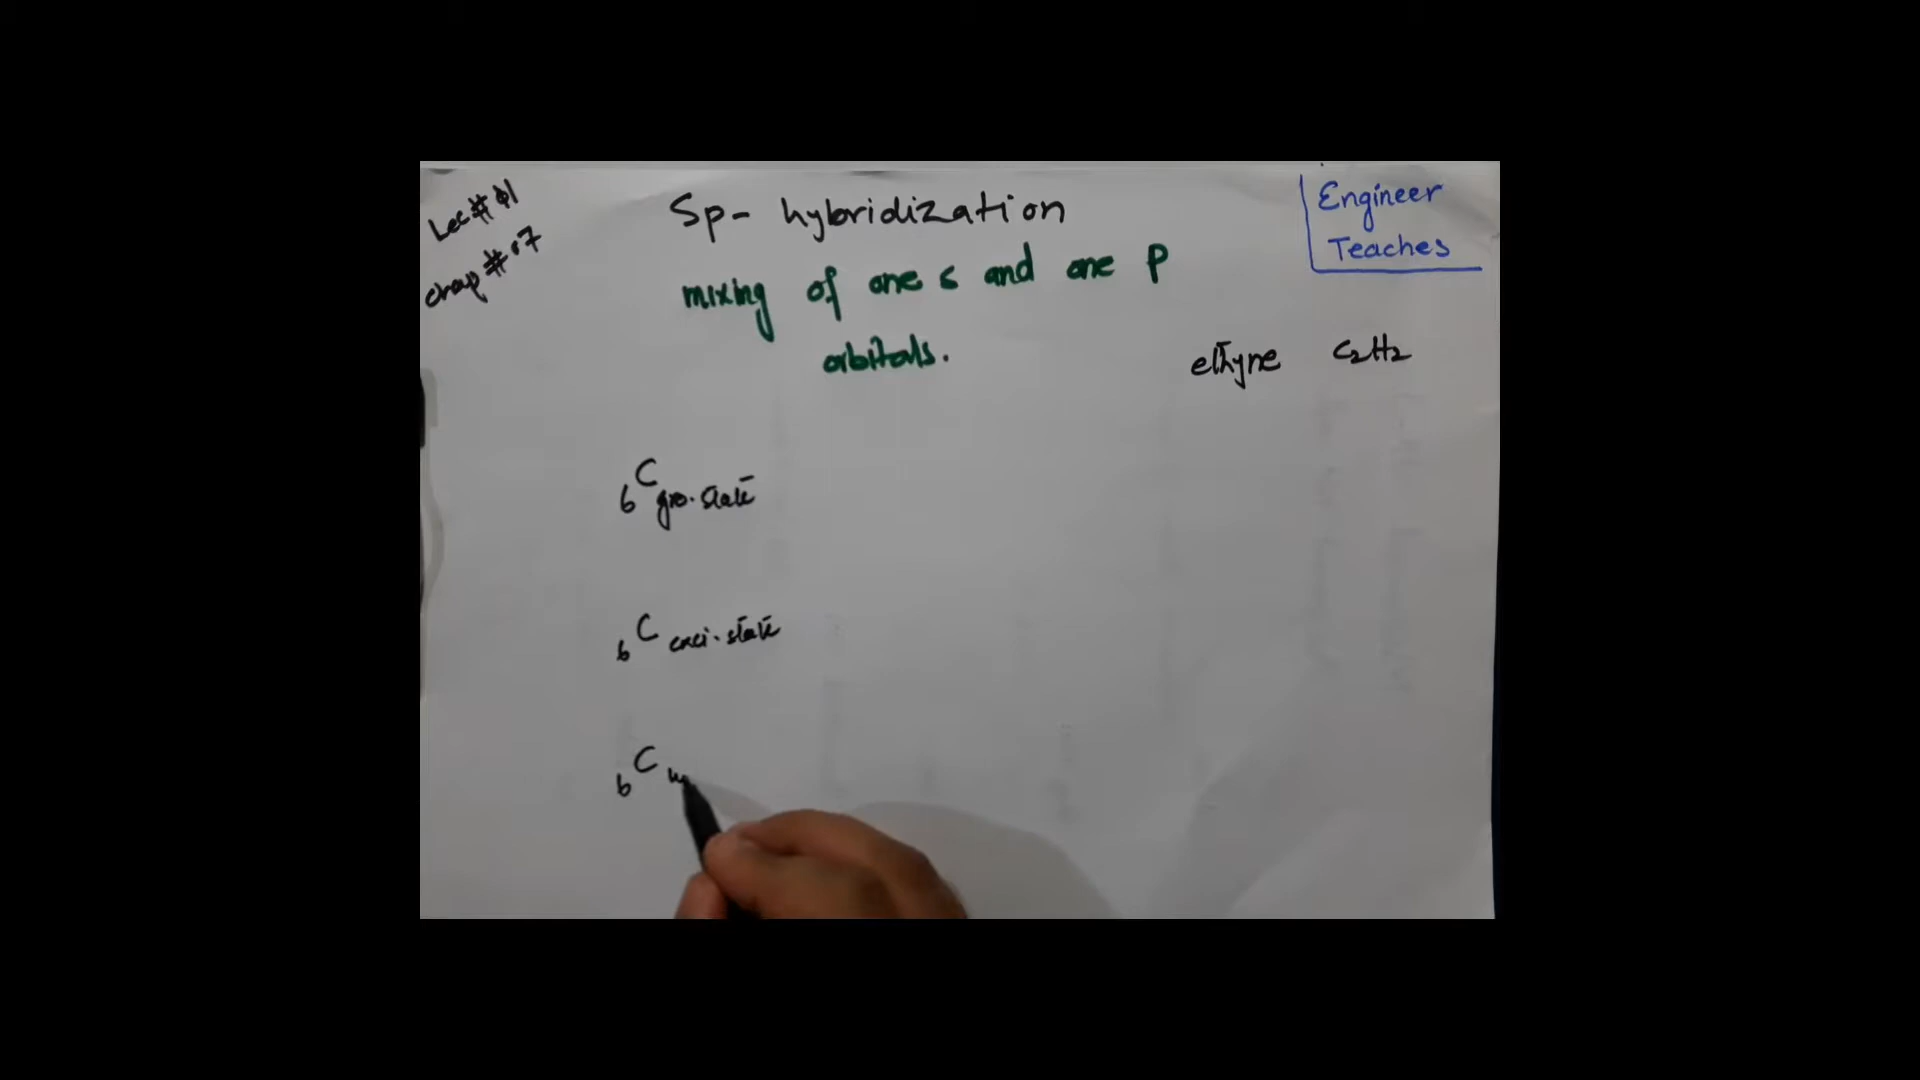 Lec# 01
chap # 07
Sp- hybridization
mixing of one s and one p
orbitals.
Engineer
Teaches
ethyne C₂H₂
₆C gro. state
₆C exci. state
₆C